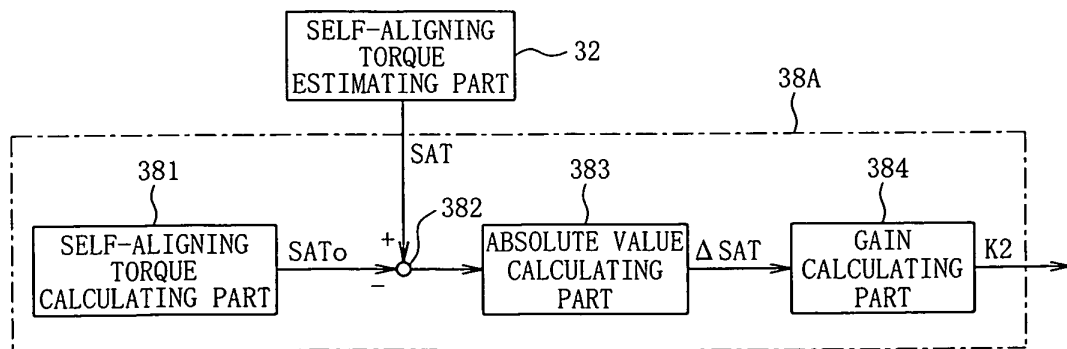 SELF-ALIGNING
TORQUE
ESTIMATING PART
32
38A
SAT
381
SELF-ALIGNING
TORQUE
CALCULATING PART
SATo
+
−
382
383
ABSOLUTE VALUE
CALCULATING
PART
Δ SAT
384
GAIN
CALCULATING
PART
K2